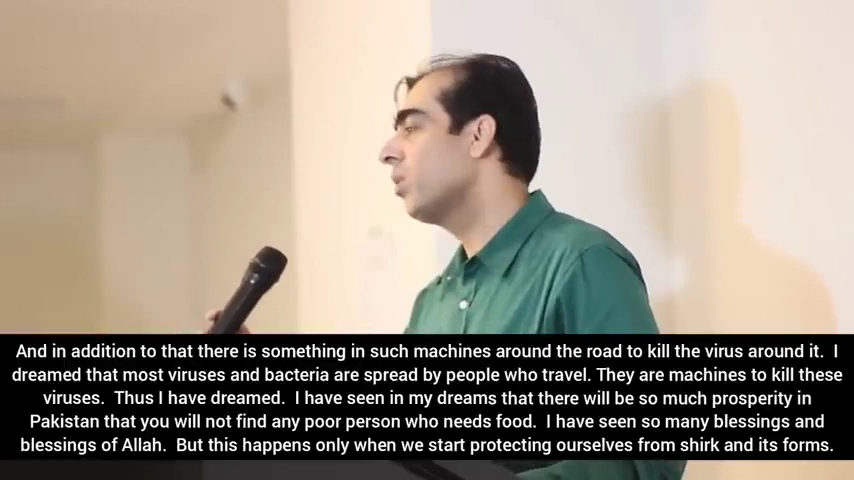 And in addition to that there is something in such machines around the road to kill the virus around it. I
dreamed that most viruses and bacteria are spread by people who travel. They are machines to kill these
viruses. Thus I have dreamed. I have seen in my dreams that there will be so much prosperity in
Pakistan that you will not find any poor person who needs food. I have seen so many blessings and
blessings of Allah. But this happens only when we start protecting ourselves from shirk and its forms.